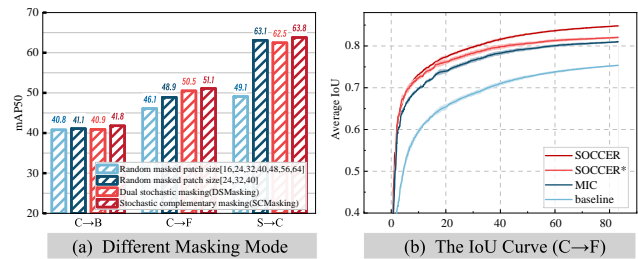 70
60
50
40
30
20
mAP50
40.8 41.1 40.9 41.8
46.1 48.9 50.5 51.1
49.1 63.1 62.5 63.8
Random masked patch size[16,24,32,40,48,56,64]
Random masked patch size[24,32,40]
Dual stochastic masking(DSMasking)
Stochastic complementary masking(SCMasking)
C→B C→F S→C
(a) Different Masking Mode
0.8
0.7
0.6
0.5
0.4
Average IoU
SOCCER
SOCCER*
MIC
baseline
0 20 40 60 80
(b) The IoU Curve (C→F)